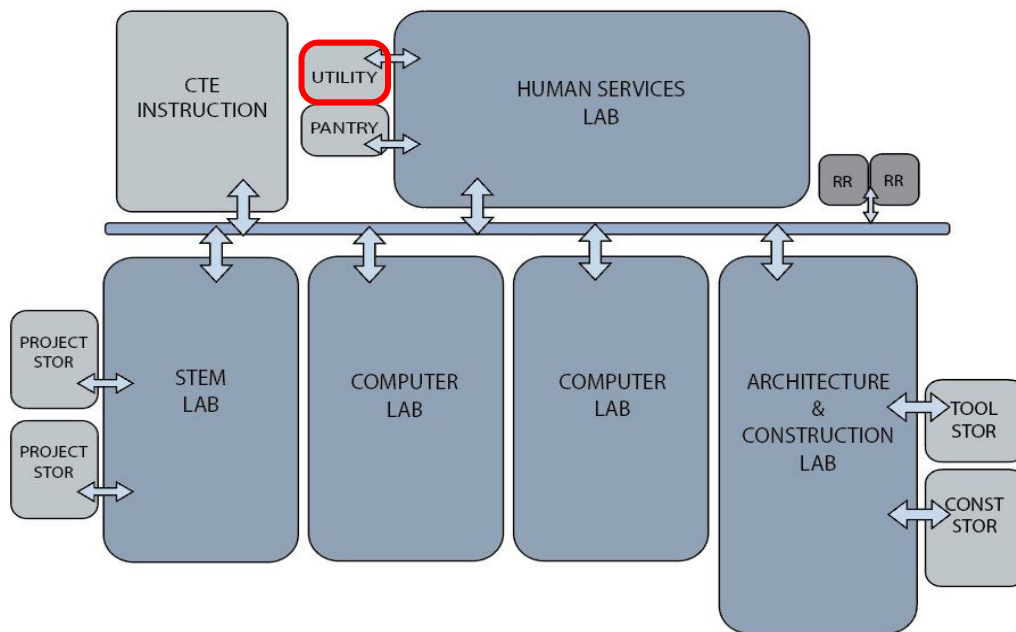 CTE
INSTRUCTION
UTILITY
PANTRY
HUMAN SERVICES
LAB
RR
RR
PROJECT
STOR
PROJECT
STOR
STEM
LAB
COMPUTER
LAB
COMPUTER
LAB
ARCHITECTURE
&
CONSTRUCTION
LAB
TOOL
STOR
CONST
STOR